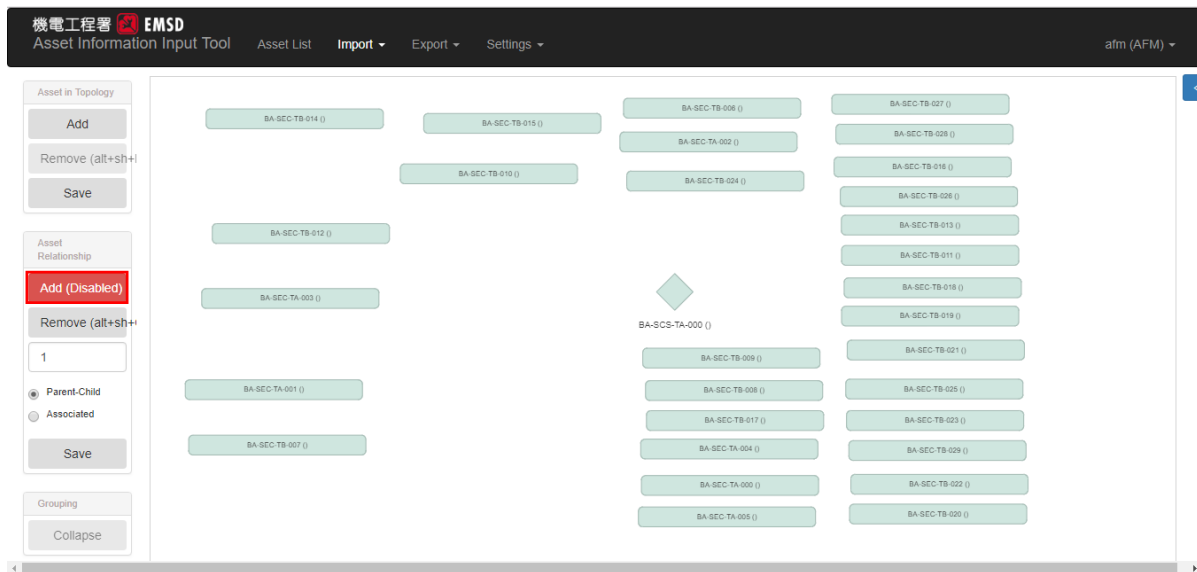 機電工程署 EMSD
Asset Information Input Tool Asset List Import Export Settings afm (AFM)
Asset in Topology
Add
Remove (alt+sh+
Save
Asset
Relationship
Add (Disabled)
Remove (alt+sh+
1
Parent-Child
Associated
Save
Grouping
Collapse
BA-SEC-TB-014 ()
BA-SEC-TB-015 ()
BA-SEC-TB-010 ()
BA-SEC-TB-012 ()
BA-SEC-TA-003 ()
BA-SEC-TA-001 ()
BA-SEC-TB-007 ()
BA-SEC-TA-002 ()
BA-SEC-TB-024 ()
BA-SCS-TA-000 ()
BA-SEC-TB-009 ()
BA-SEC-TB-017 ()
BA-SEC-TA-004 ()
BA-SEC-TA-000 ()
BA-SEC-TA-005 ()
BA-SEC-TB-027 ()
BA-SEC-TB-028 ()
BA-SEC-TB-016 ()
BA-SEC-TB-026 ()
BA-SEC-TB-013 ()
BA-SEC-TB-011 ()
BA-SEC-TB-018 ()
BA-SEC-TB-019 ()
BA-SEC-TB-021 ()
BA-SEC-TB-025 ()
BA-SEC-TB-023 ()
BA-SEC-TB-029 ()
BA-SEC-TB-022 ()
BA-SEC-TB-020 ()